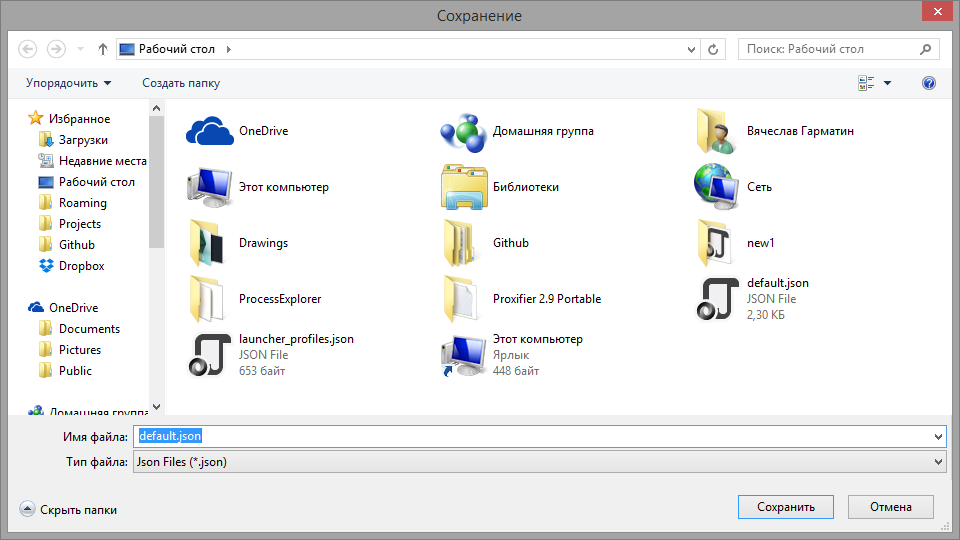 Сохранение
Рабочий стол
Поиск: Рабочий стол
Упорядочить
Создать папку
Избранное
Загрузки
Недавние места
Рабочий стол
Roaming
Projects
Github
Dropbox
OneDrive
Documents
Pictures
Public
Домашняя группа
OneDrive
Домашняя группа
Вячеслав Гарматин
Этот компьютер
Библиотеки
Сеть
Drawings
Github
new1
ProcessExplorer
Proxifier 2.9 Portable
default.json
JSON File
2,30 КБ
launcher_profiles.json
JSON File
653 байт
Этот компьютер
Ярлык
448 байт
Имя файла:
default.json
Тип файла:
Json Files (*.json)
Скрыть папки
Сохранить
Отмена